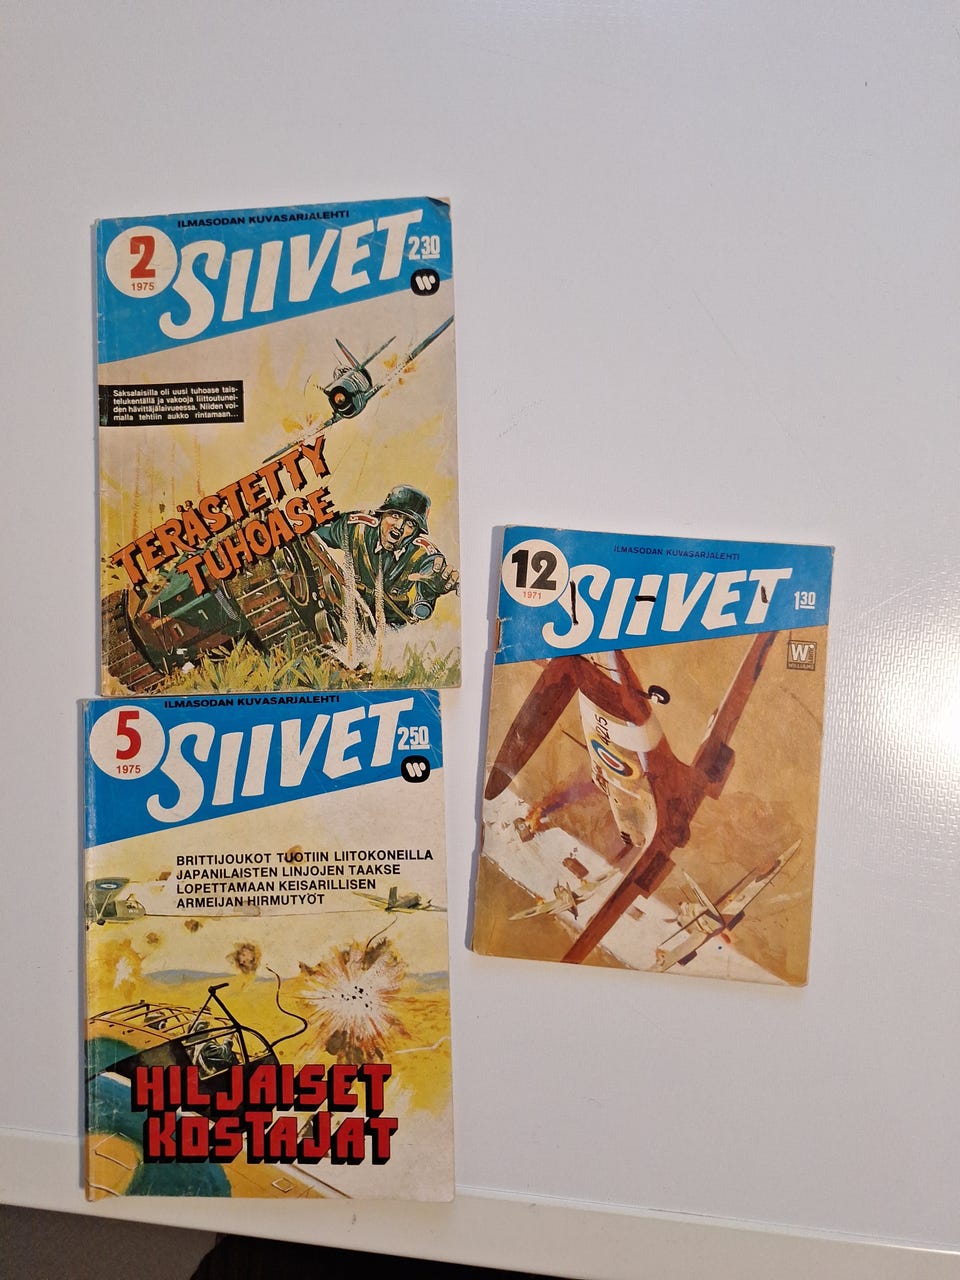 ILMASODAN KUVASARJALEHTI
2
1975
SIIVET
2 30
Saksalaisilla oli uusi tuhoase tais-
telukentällä ja vakooja liittoutunei-
den hävittäjälaivueessa. Niiden voi-
malla tehtiin aukko rintamaan...
TERÄSTETTY
TUHOASE
ILMASODAN KUVASARJALEHTI
5
1975
SIIVET
2 50
BRITTIJOUKOT TUOTIIN LIITOKONEILLA
JAPANILAISTEN LINJOJEN TAAKSE
LOPETTAMAAN KEISARILLISEN
ARMEIJAN HIRMUTYÖT
HILJAISET
KOSTAJAT
ILMASODAN KUVASARJALEHTI
12
1971
SIIVET
1 30
W
WILLIAMS